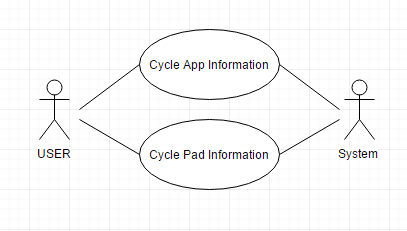 Cycle App Information
USER
System
Cycle Pad Information